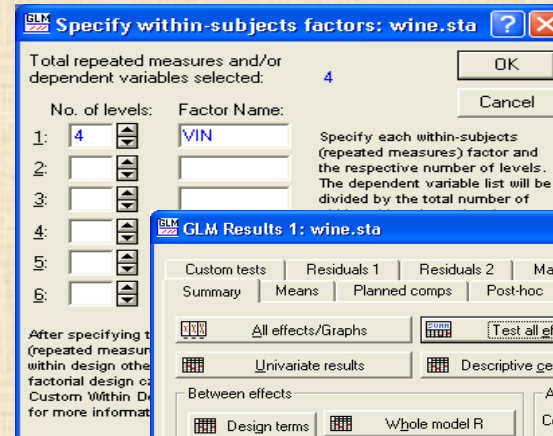 GLM Specify within-subjects factors: wine.sta
Total repeated measures and/or
dependent variables selected: 4
OK
Cancel
No. of levels: Factor Name:
1: 4 VIN
2:
3:
4:
5:
6:
Specify each within-subjects
(repeated measures) factor and
the respective number of levels.
The dependent variable list will be
divided by the total number of
After specifying t
(repeated measur
within design othe
factorial design c
Custom Within De
for more informat
GLM GLM Results 1: wine.sta
Custom tests Residuals 1 Residuals 2 Ma
Summary Means Planned comps Post-hoc
All effects/Graphs
SUMM Test all ef
Univariate results
Descriptive ce
Between effects
Design terms
Whole model R